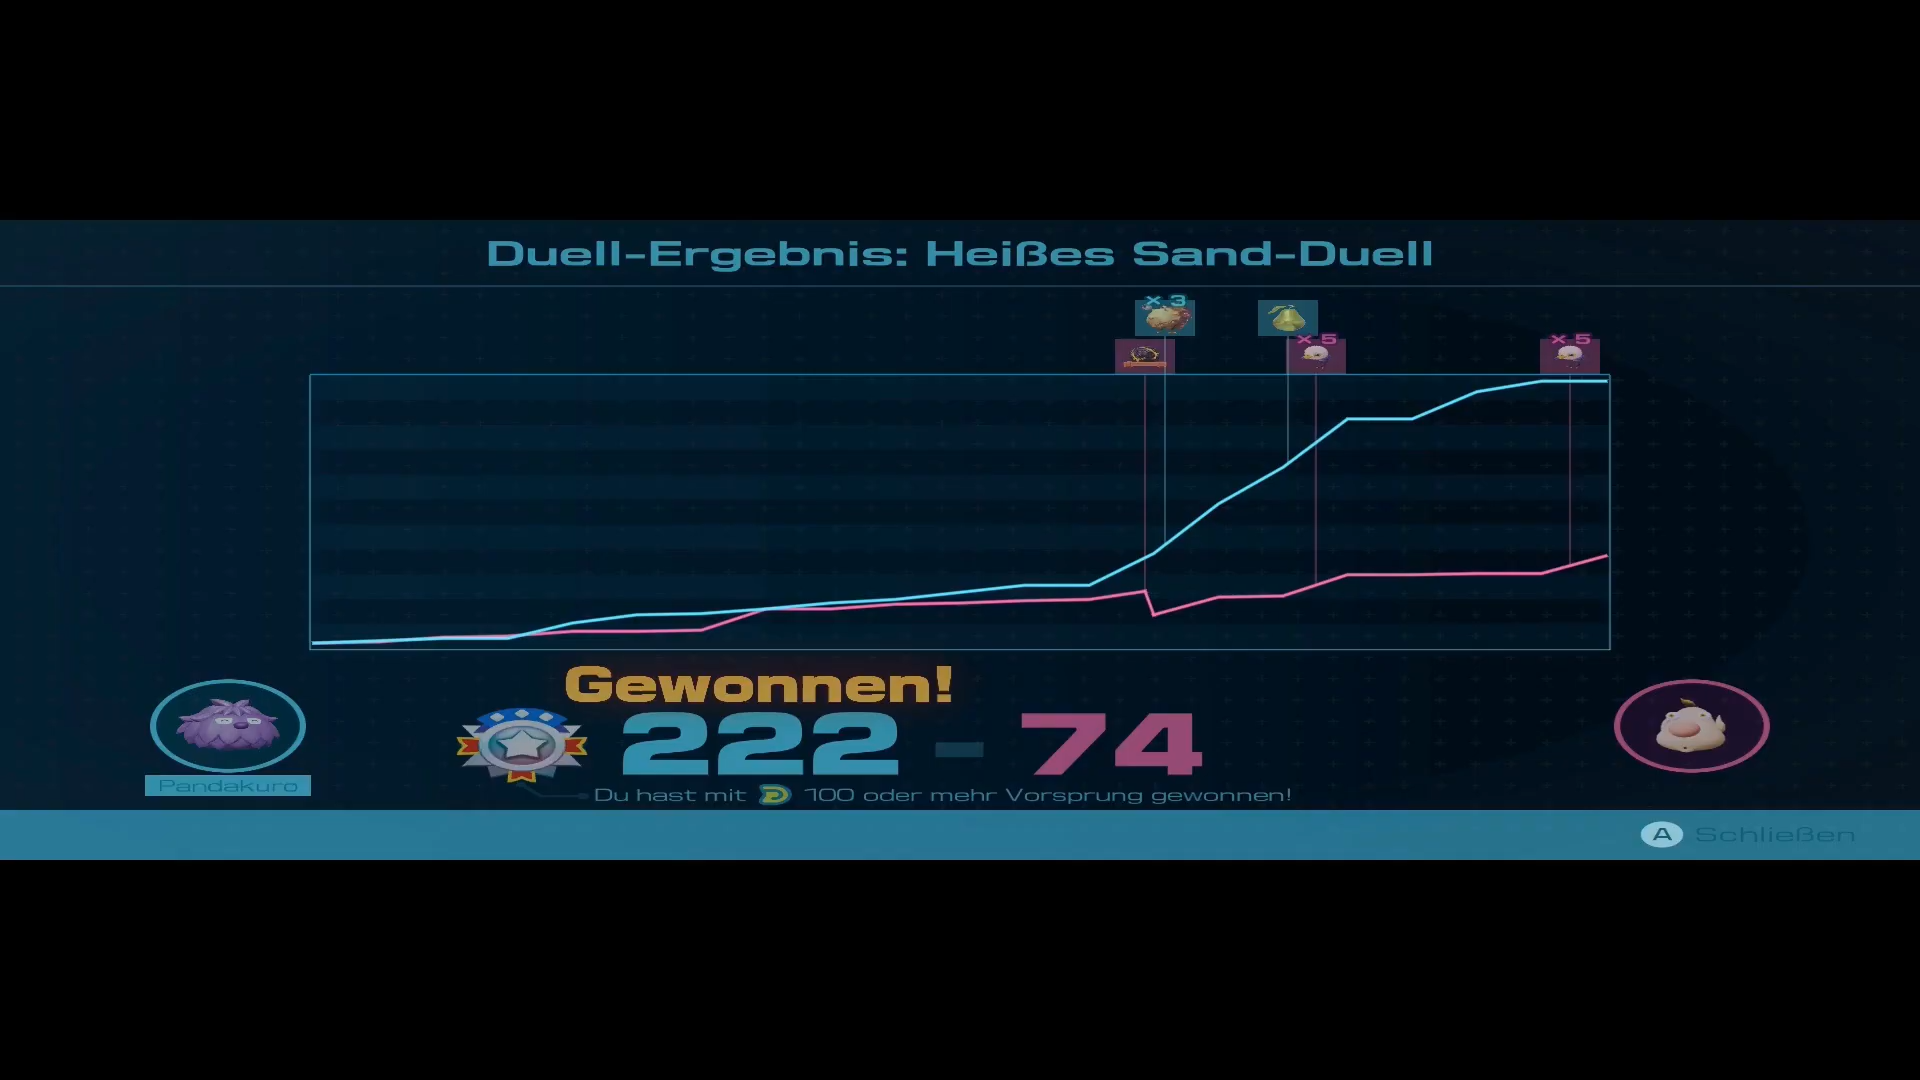 Duell-Ergebnis: Heißes Sand-Duell
× 3
× 5
× 5
Gewonnen!
222 - 74
Pandakuro
Du hast mit 100 oder mehr Vorsprung gewonnen!
A Schließen